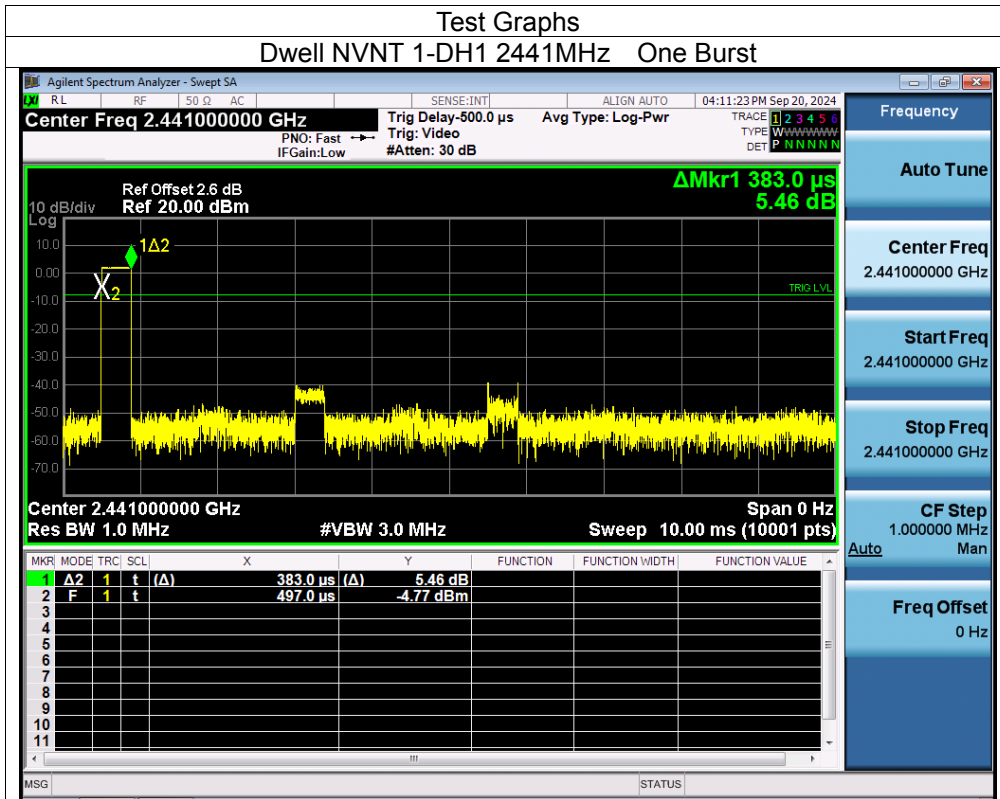 Test Graphs
Dwell NVNT 1-DH1 2441MHz One Burst
Agilent Spectrum Analyzer - Swept SA
LXI RL RF 50 Ω AC SENSE:INT ALIGN AUTO 04:11:23 PM Sep 20, 2024
Center Freq 2.441000000 GHz
PNO: Fast
IFGain:Low
Trig Delay-500.0 µs
Trig: Video
#Atten: 30 dB
Avg Type: Log-Pwr
TRACE 1 2 3 4 5 6
TYPE WWWWWW
DET P N N N N N
Frequency
Auto Tune
Center Freq
2.441000000 GHz
Start Freq
2.441000000 GHz
Stop Freq
2.441000000 GHz
CF Step
1.000000 MHz
Auto Man
Freq Offset
0 Hz
ΔMkr1 383.0 µs
5.46 dB
Ref Offset 2.6 dB
10 dB/div Ref 20.00 dBm
Log
10.0
0.00
-10.0
-20.0
-30.0
-40.0
-50.0
-60.0
-70.0
1Δ2
X2
TRIG LVL
Center 2.441000000 GHz Span 0 Hz
Res BW 1.0 MHz #VBW 3.0 MHz Sweep 10.00 ms (10001 pts)
MKR MODE TRC SCL X Y FUNCTION FUNCTION WIDTH FUNCTION VALUE
1 Δ2 1 t (Δ) 383.0 µs (Δ) 5.46 dB
2 F 1 t 497.0 µs -4.77 dBm
3
4
5
6
7
8
9
10
11
MSG STATUS